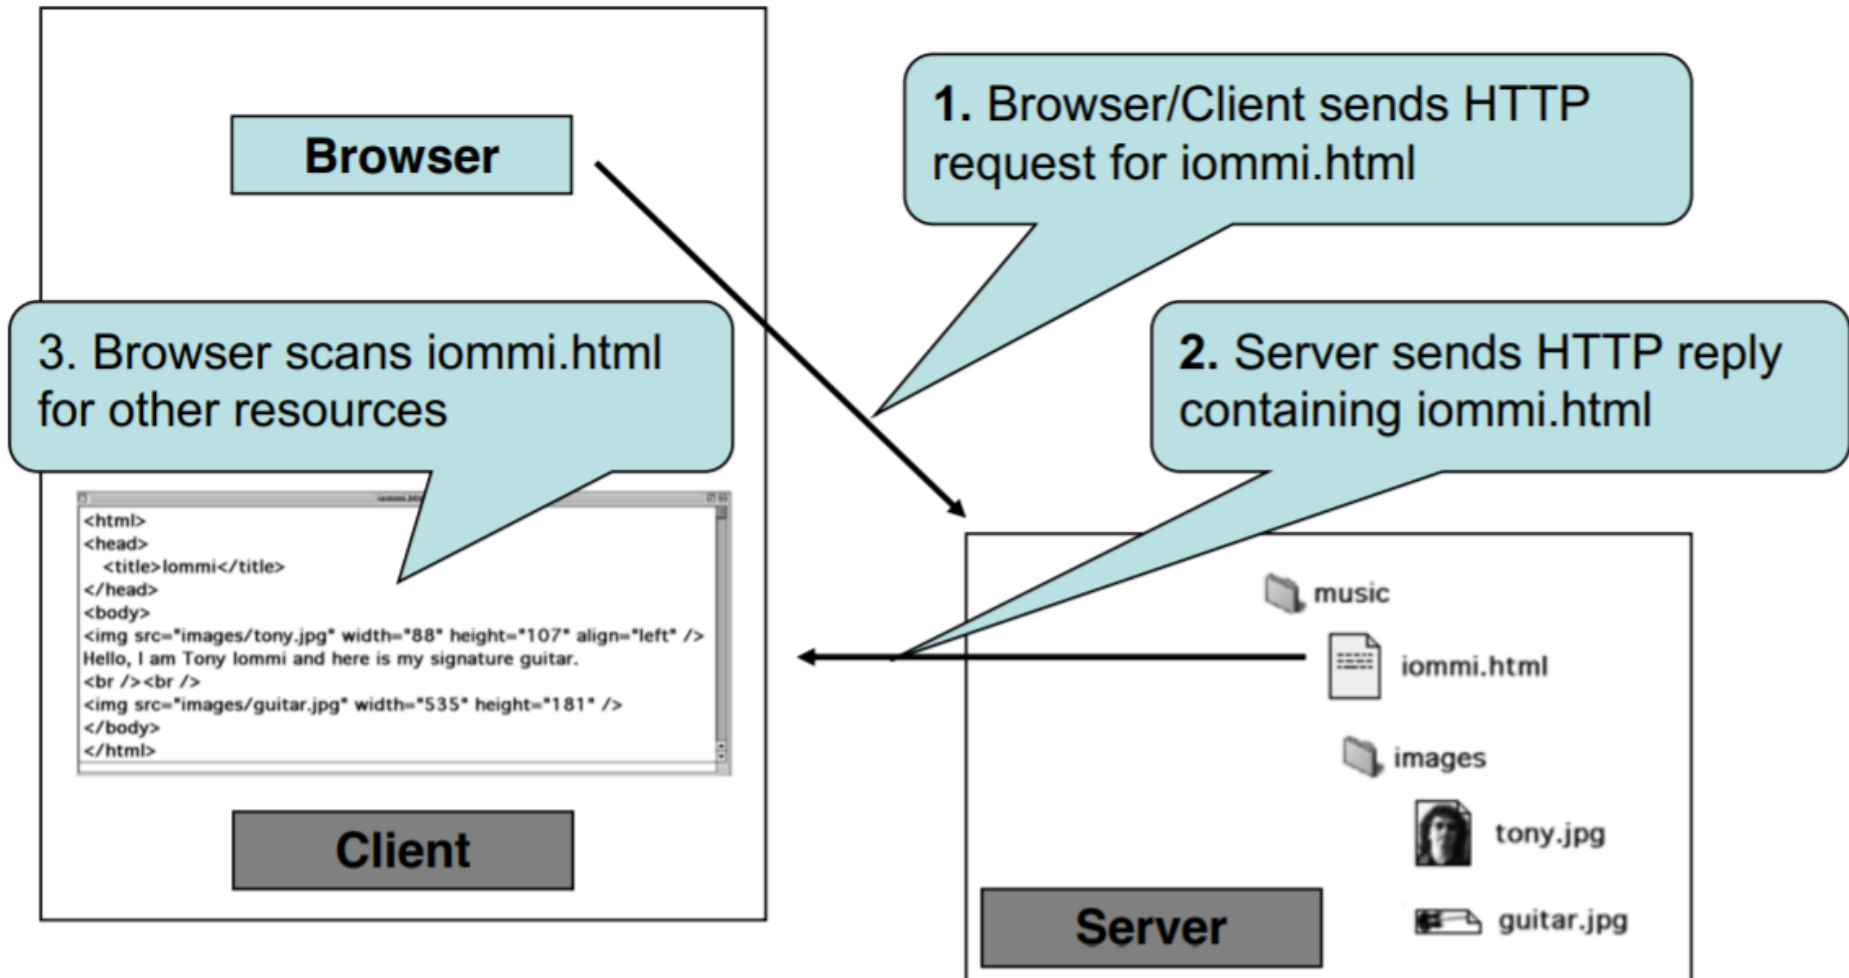 Browser
1. Browser/Client sends HTTP
request for iommi.html
3. Browser scans iommi.html
for other resources
2. Server sends HTTP reply
containing iommi.html
<html>
<head>
<title>Iommi</title>
</head>
<body>
<img src="images/tony.jpg" width="88" height="107" align="left" />
Hello, I am Tony Iommi and here is my signature guitar.
<br /><br />
<img src="images/guitar.jpg" width="535" height="181" />
</body>
</html>
Client
music
iommi.html
images
tony.jpg
guitar.jpg
Server